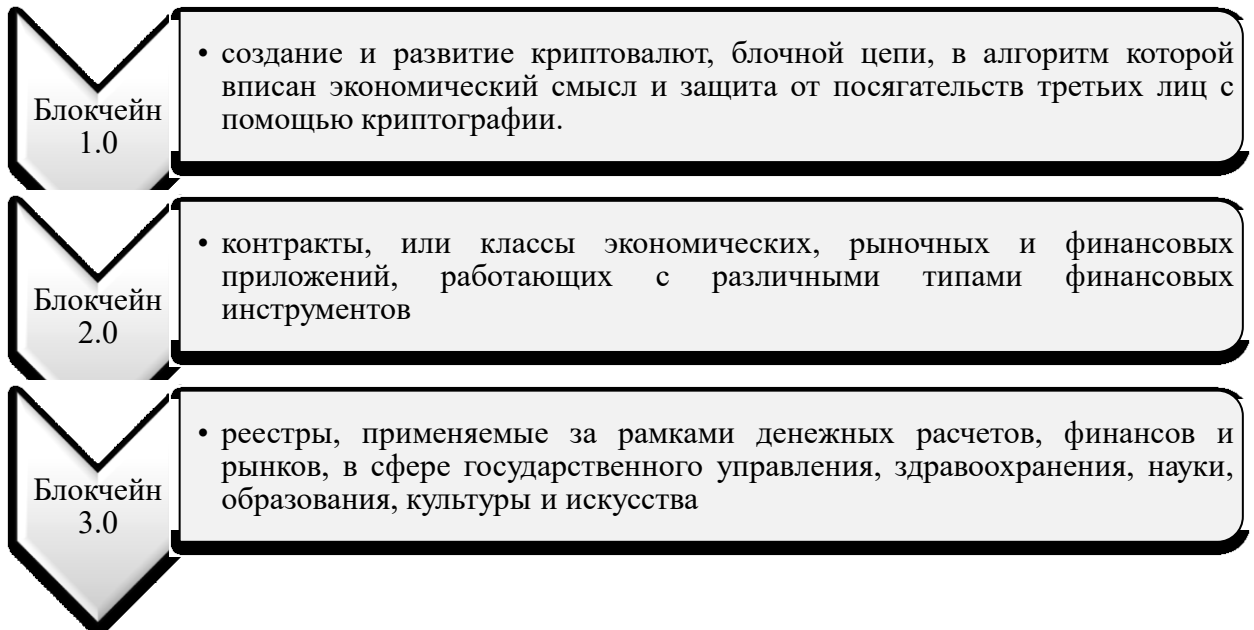 Блокчейн
1.0
• создание и развитие криптовалют, блочной цепи, в алгоритм которой
вписан экономический смысл и защита от посягательств третьих лиц с
помощью криптографии.
Блокчейн
2.0
• контракты, или классы экономических, рыночных и финансовых
приложений, работающих с различными типами финансовых
инструментов
Блокчейн
3.0
• реестры, применяемые за рамками денежных расчетов, финансов и
рынков, в сфере государственного управления, здравоохранения, науки,
образования, культуры и искусства